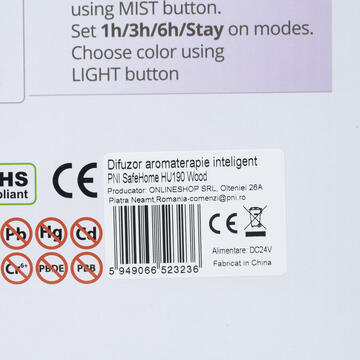 using MIST button.
Set 1h/3h/6h/Stay on modes.
Choose color using
LIGHT button
HS
pliant
CE
Pb Hg Cd
Cr6+ PBDE PBB
Difuzor aromaterapie inteligent
PNI SafeHome HU190 Wood
Producator: ONLINESHOP SRL, Olteniei 26A
Piatra Neamt,Romania-comenzi@pni.ro
CE
Alimentare: DC24V
Fabricat in China
5 949066 523236